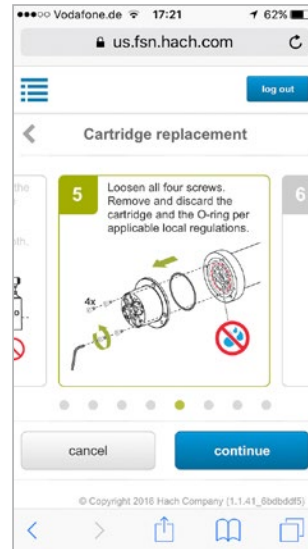 Vodafone.de 17:21 62%
us.fsn.hach.com
log out
Cartridge replacement
the
5
Loosen all four screws.
Remove and discard the
cartridge and the O-ring per
applicable local regulations.
6
4x
cancel
continue
© Copyright 2016 Hach Company (1.1.41_6bdbddf5)